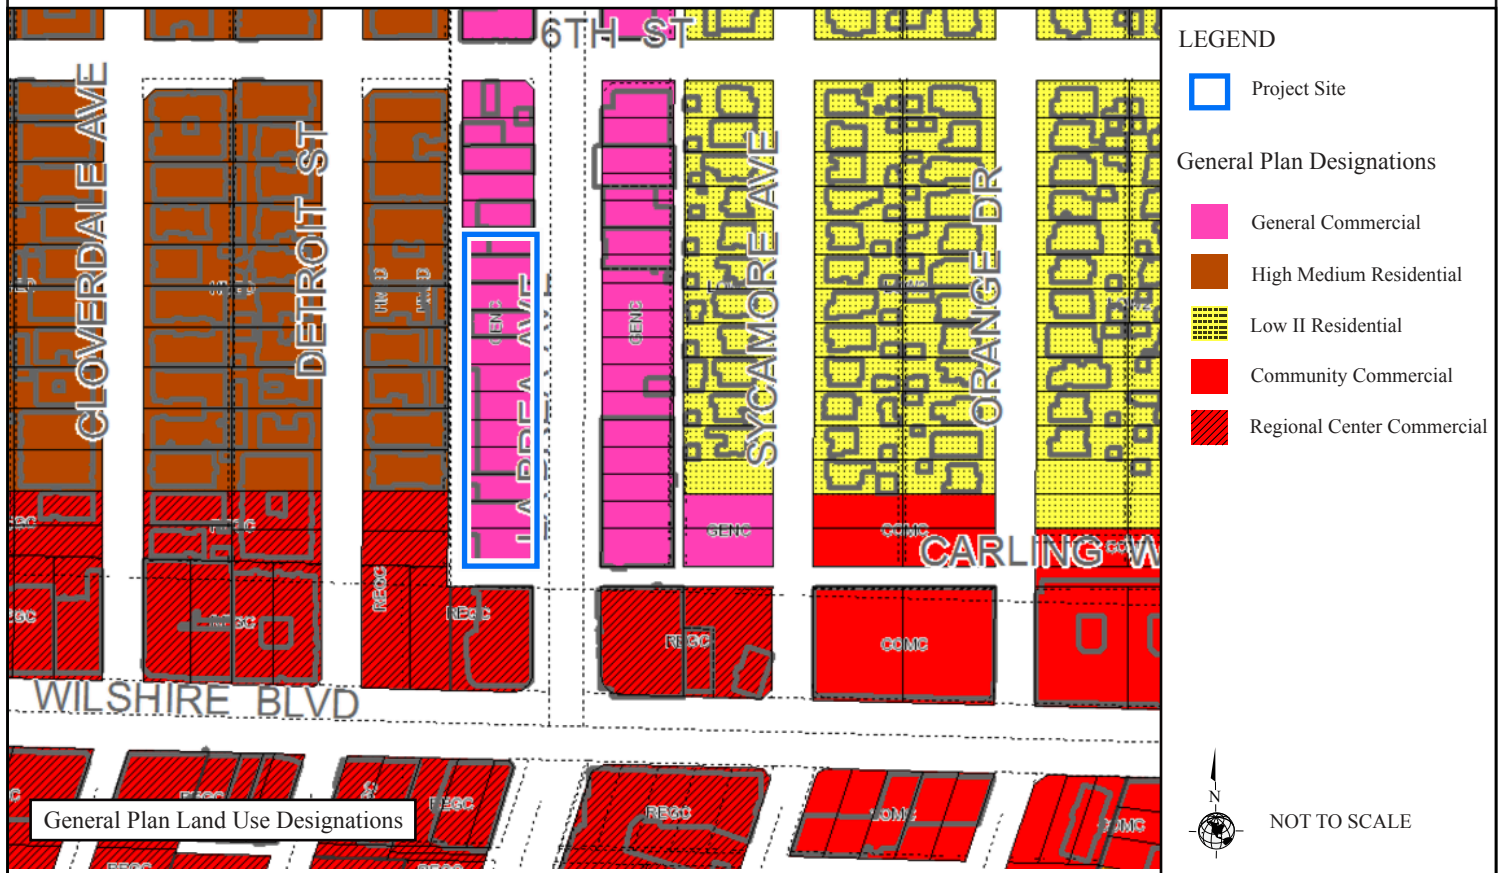 6TH ST
CLOVERDALE AVE
DETROIT ST
LA BREA AVE
SYCAMORE AVE
ORANGE DR
GENC
GENC
GENC
COMC
CARLING W
REGC
REGC
REGC
COMC
WILSHIRE BLVD
REGC
REGC
General Plan Land Use Designations
LEGEND
Project Site
General Plan Designations
General Commercial
High Medium Residential
Low II Residential
Community Commercial
Regional Center Commercial
N
NOT TO SCALE